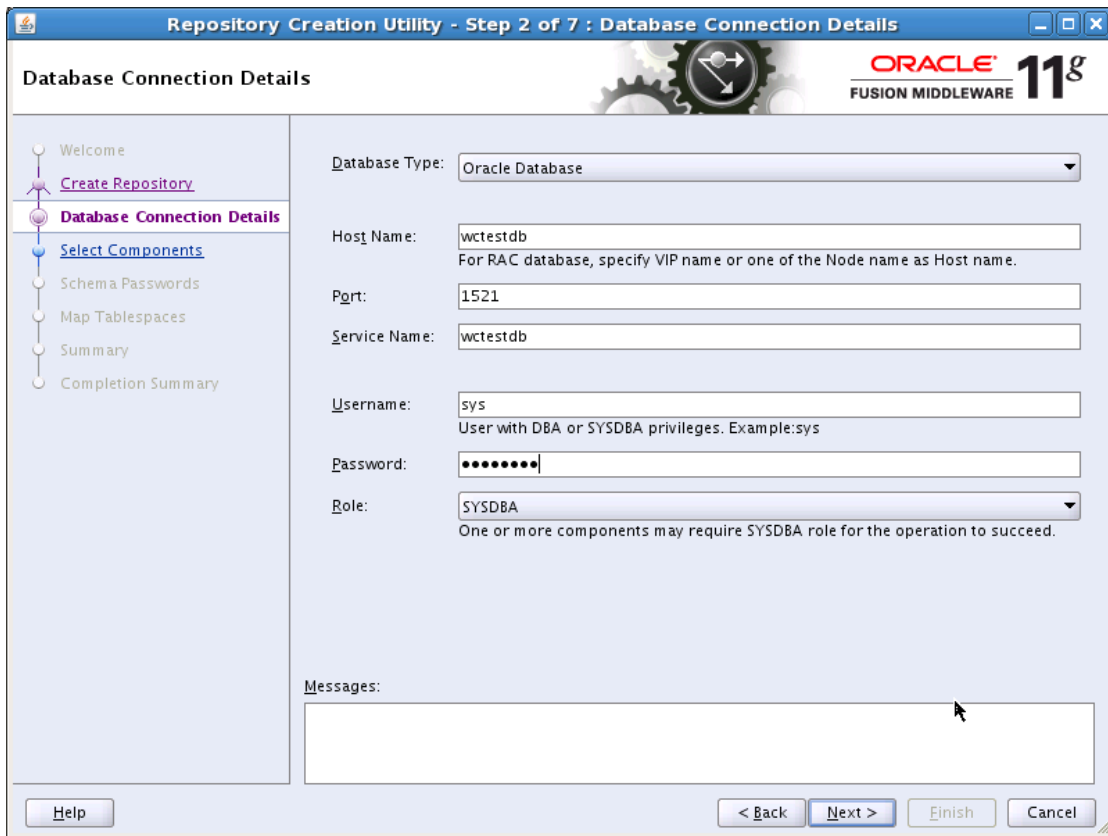 Repository Creation Utility - Step 2 of 7 : Database Connection Details
Database Connection Details
ORACLE
FUSION MIDDLEWARE
11g
Welcome
Create Repository
Database Connection Details
Select Components
Schema Passwords
Map Tablespaces
Summary
Completion Summary
Database Type: Oracle Database
Host Name: wctestdb
For RAC database, specify VIP name or one of the Node name as Host name.
Port: 1521
Service Name: wctestdb
Username: sys
User with DBA or SYSDBA privileges. Example:sys
Password: ••••••••
Role: SYSDBA
One or more components may require SYSDBA role for the operation to succeed.
Messages:
Help
< Back
Next >
Finish
Cancel